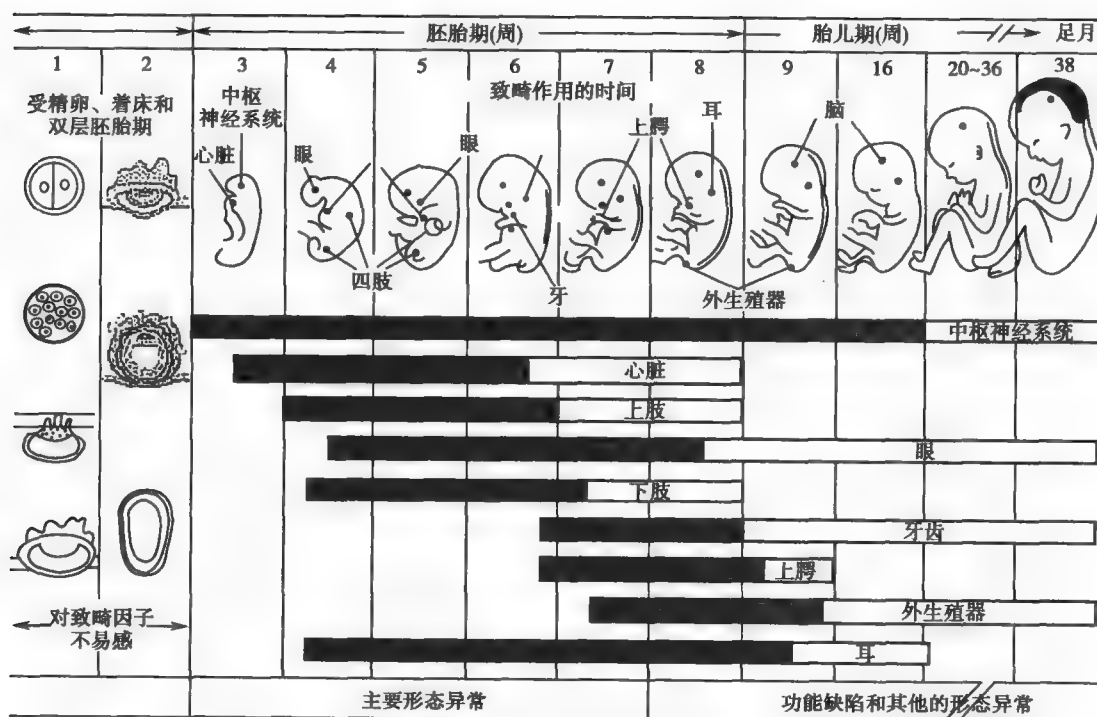 胚胎期(周)
胎儿期(周)
足月
1
2
3
4
5
6
7
8
9
16
20~36
38
受精卵、着床和
双层胚胎期
中枢
神经系统
心脏
致畸作用的时间
眼
眼
上腭
耳
脑
四肢
牙
外生殖器
中枢神经系统
心脏
上肢
眼
下肢
牙齿
上腭
外生殖器
耳
对致畸因子
不易感
主要形态异常
功能缺陷和其他的形态异常